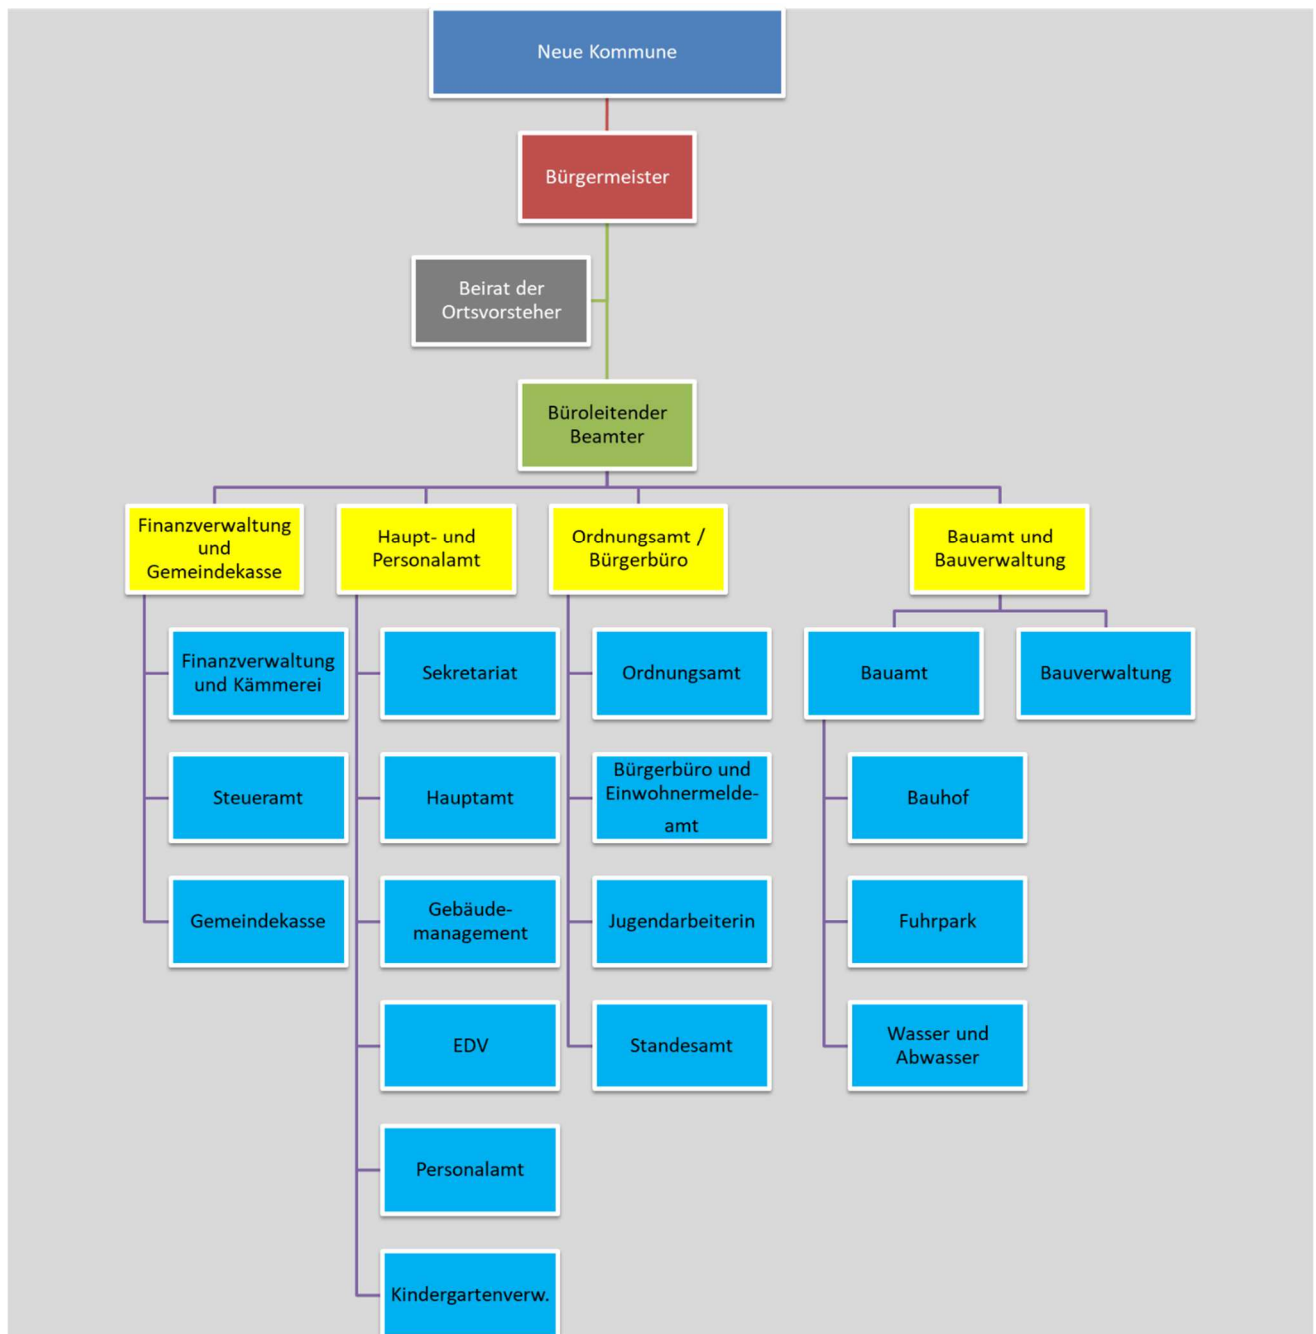 Neue Kommune
Bürgermeister
Beirat der
Ortsvorsteher
Büroleitender
Beamter
Finanzverwaltung
und
Gemeindekasse
Haupt- und
Personalamt
Ordnungsamt /
Bürgerbüro
Bauamt und
Bauverwaltung
Finanzverwaltung
und Kämmerei
Steueramt
Gemeindekasse
Sekretariat
Hauptamt
Gebäude-
management
EDV
Personalamt
Kindergartenverw.
Ordnungsamt
Bürgerbüro und
Einwohnermelde-
amt
Jugendarbeiterin
Standesamt
Bauamt
Bauverwaltung
Bauhof
Fuhrpark
Wasser und
Abwasser